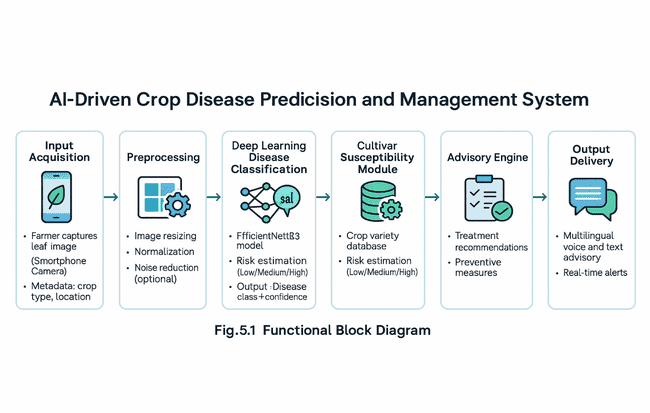 AI-Driven Crop Disease Predicision and Management System
Input
Acquisition
Farmer captures
leaf image
(Smortphone
Camera)
Metadata: crop
type, location
Preprocessing
Image resizing
Normalization
Noise reduction
(optional)
Deep Learning
Disease
Classification
sal
FfficientNettß3
model
Risk estimation
(Low/Medium/High)
Output · Disease
class + confidence
Cultivar
Susceptibility
Module
Crop variety
database
Risk estimation
(Low/Medium/High)
Advisory Engine
Treatment
recommendations
Preventive
measures
Output
Delivery
Multilingual
voice and text
advisory
Real-time alerts
Fig.5.1 Functional Block Diagram